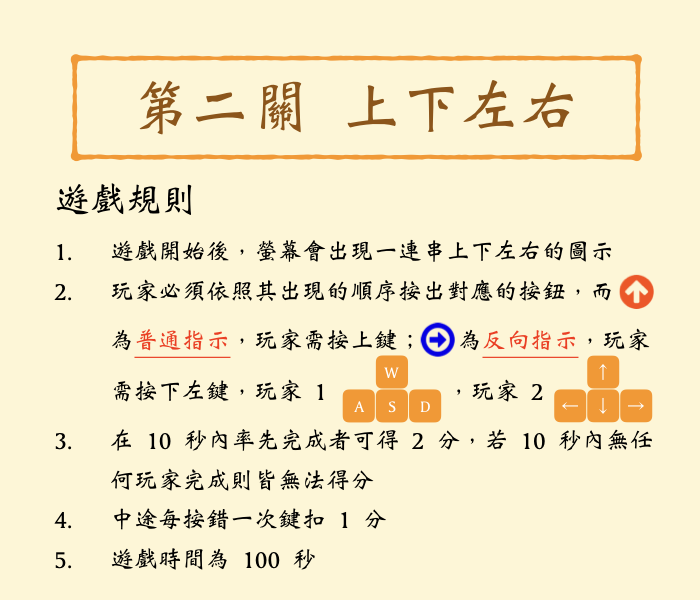 第二關 上下左右
遊戲規則
1. 遊戲開始後，螢幕會出現一連串上下左右的圖示
2. 玩家必須依照其出現的順序按出對應的按鈕，而
為普通指示，玩家需按上鍵；為反向指示，玩家
需按下左鍵，玩家 1 W A S D ，玩家 2 ↑ ← ↓ →
3. 在 10 秒內率先完成者可得 2 分，若 10 秒內無任
何玩家完成則皆無法得分
4. 中途每按錯一次鍵扣 1 分
5. 遊戲時間為 100 秒